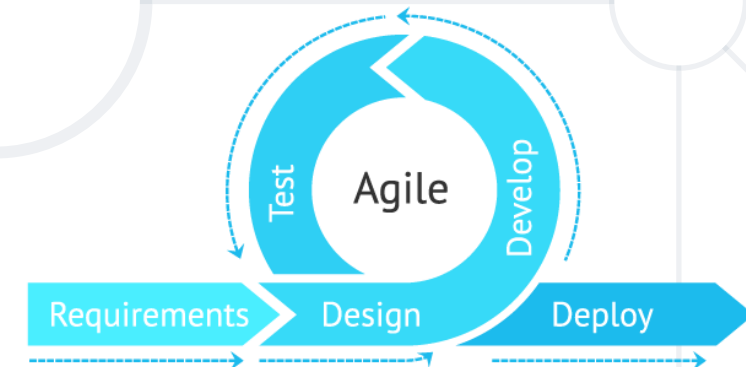 Agile
Test
Develop
Requirements
Design
Deploy